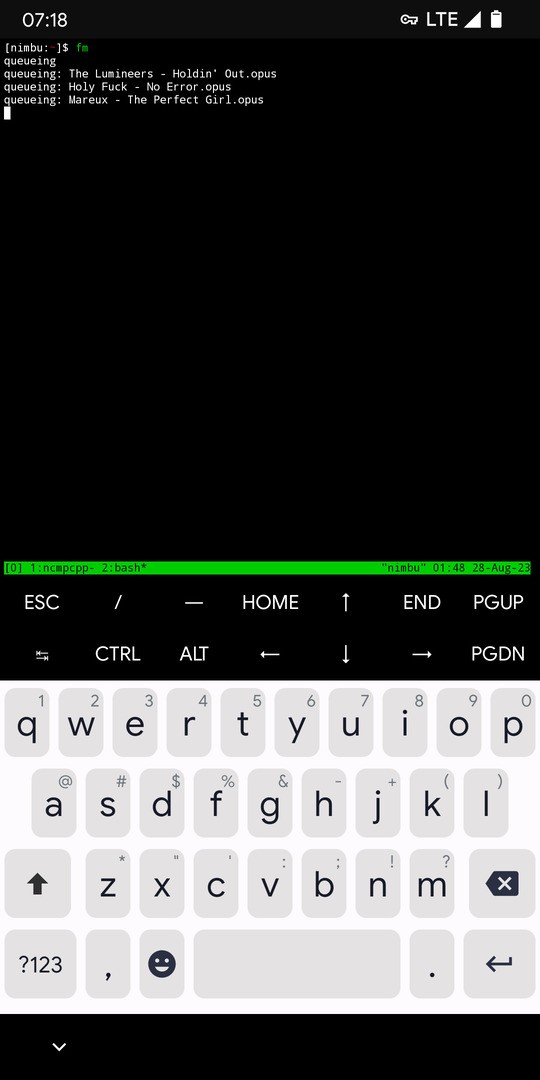 07:18 LTE
[nimbu:~]$ fm
queueing
queueing: The Lumineers - Holdin' Out.opus
queueing: Holy Fuck - No Error.opus
queueing: Mareux - The Perfect Girl.opus
[0] 1:ncmpcpp- 2:bash* "nimbu" 01:48 28-Aug-23
ESC / — HOME ↑ END PGUP
↹ CTRL ALT ← ↓ → PGDN
1 2 3 4 5 6 7 8 9 0
q w e r t y u i o p
@ # $ % & - + ( )
a s d f g h j k l
* " ' : ; ! ?
z x c v b n m
?123 , .